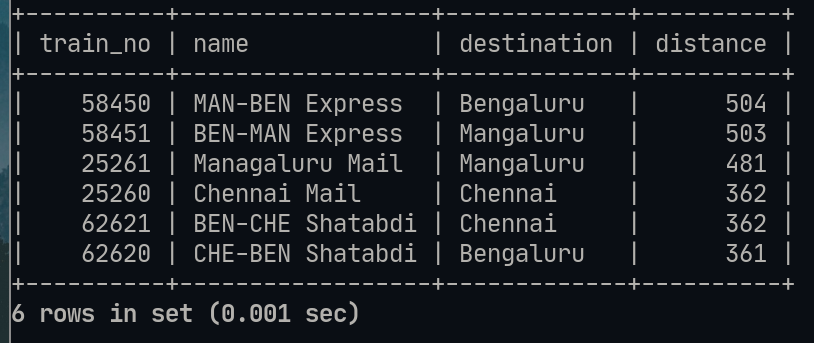 +----------+------------------+-------------+----------+
| train_no | name             | destination | distance |
+----------+------------------+-------------+----------+
|    58450 | MAN-BEN Express  | Bengaluru   |      504 |
|    58451 | BEN-MAN Express  | Mangaluru   |      503 |
|    25261 | Managaluru Mail  | Mangaluru   |      481 |
|    25260 | Chennai Mail     | Chennai     |      362 |
|    62621 | BEN-CHE Shatabdi | Chennai     |      362 |
|    62620 | CHE-BEN Shatabdi | Bengaluru   |      361 |
+----------+------------------+-------------+----------+
6 rows in set (0.001 sec)